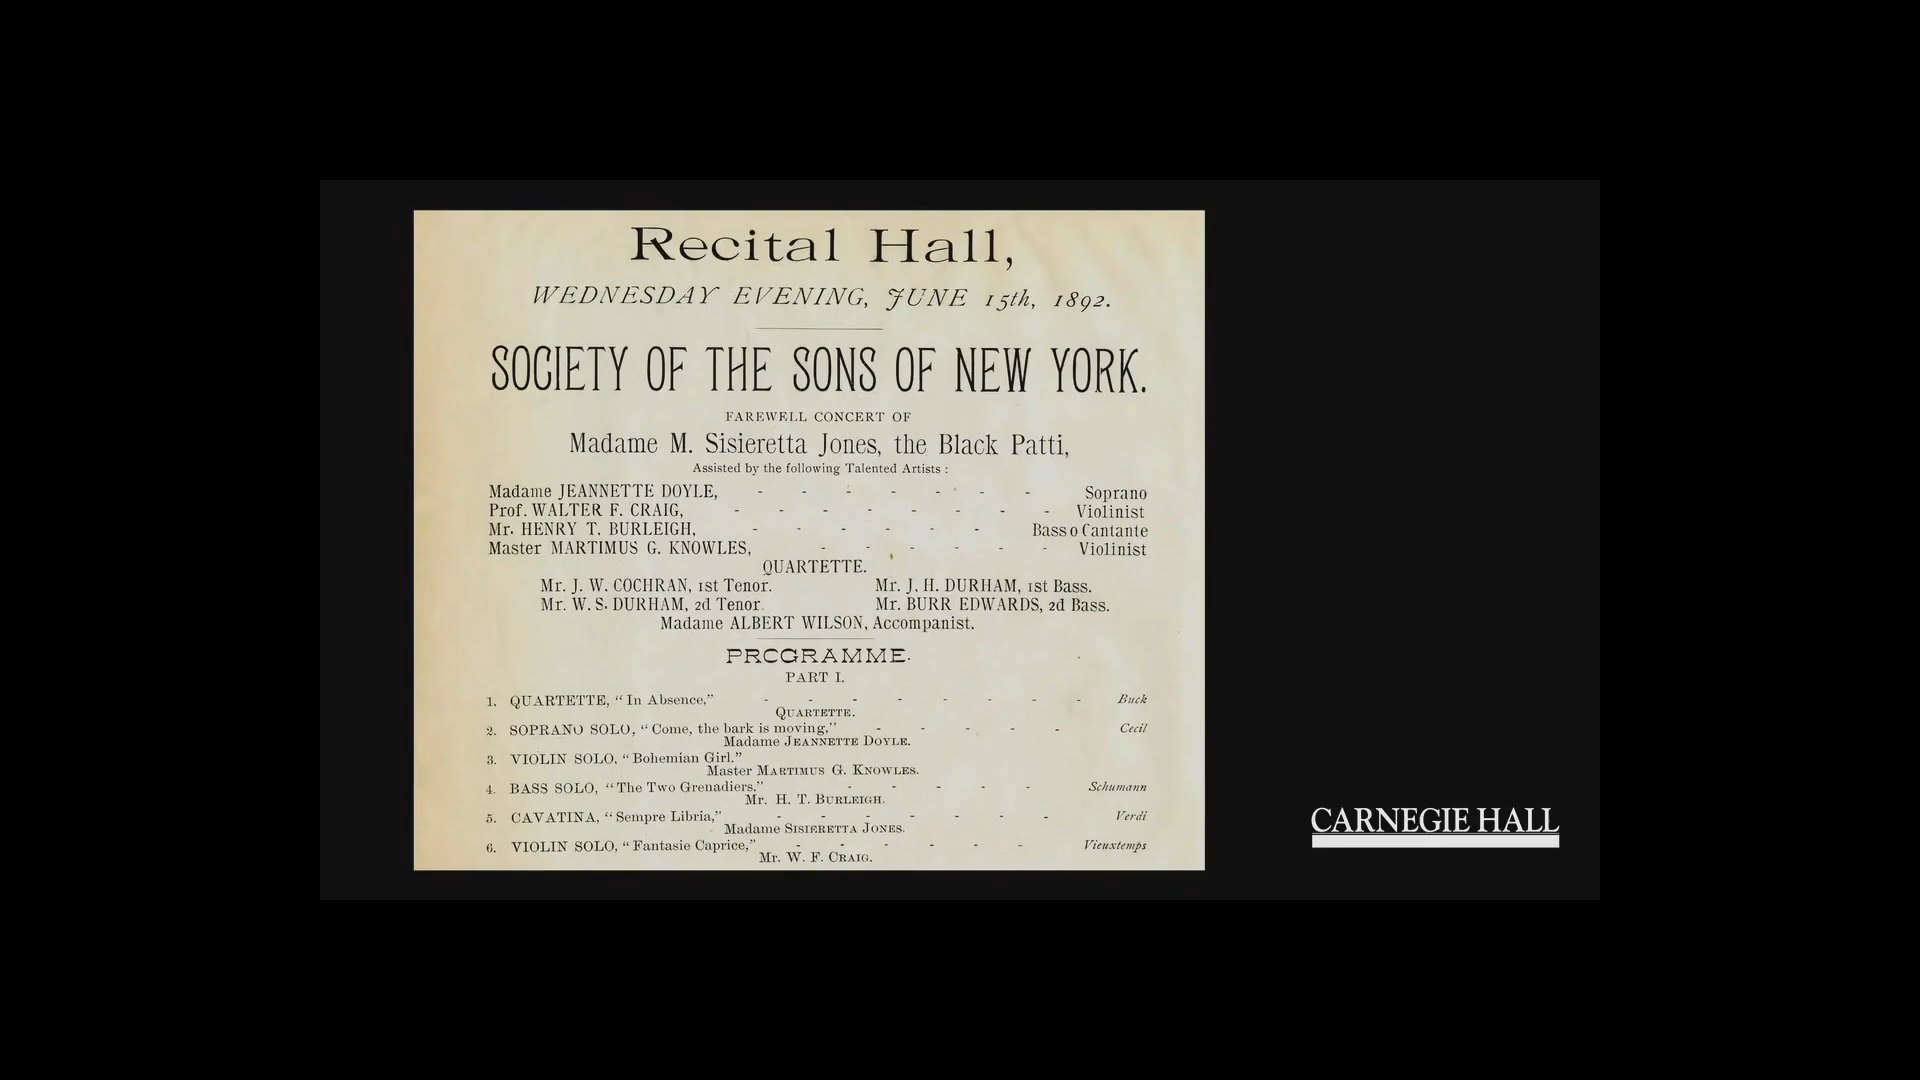 Recital Hall,
WEDNESDAY EVENING, JUNE 15th, 1892.
SOCIETY OF THE SONS OF NEW YORK.
FAREWELL CONCERT OF
Madame M. Sisieretta Jones, the Black Patti,
Assisted by the following Talented Artists :
Madame JEANNETTE DOYLE, - - - - - - - Soprano
Prof. WALTER F. CRAIG, - - - - - - - - Violinist
Mr. HENRY T. BURLEIGH, - - - - - - Basso Cantante
Master MARTIMUS G. KNOWLES, - - - - - - Violinist
QUARTETTE.
Mr. J. W. COCHRAN, 1st Tenor. Mr. J. H. DURHAM, 1st Bass.
Mr. W. S. DURHAM, 2d Tenor. Mr. BURR EDWARDS, 2d Bass.
Madame ALBERT WILSON, Accompanist.
PROGRAMME.
PART I.
1. QUARTETTE, "In Absence," - - - - - - - - Buck
QUARTETTE.
2. SOPRANO SOLO, "Come, the bark is moving," - - - - - Cecil
Madame JEANNETTE DOYLE.
3. VIOLIN SOLO, "Bohemian Girl."
Master MARTIMUS G. KNOWLES.
4. BASS SOLO, "The Two Grenadiers," - - - - - Schumann
Mr. H. T. BURLEIGH.
5. CAVATINA, "Sempre Libria," - - - - - - - Verdi
Madame SISIERETTA JONES.
6. VIOLIN SOLO, "Fantasie Caprice," - - - - - - Vieuxtemps
Mr. W. F. CRAIG.
CARNEGIE HALL